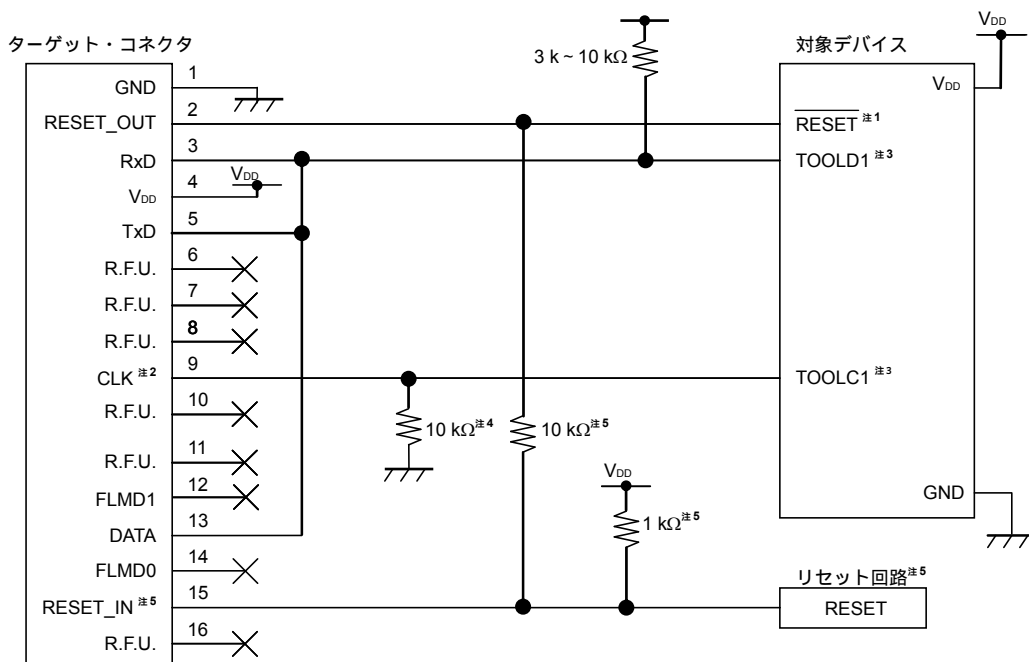 ターゲット・コネクタ
GND
1
RESET_OUT
2
RxD
3
VDD
4
VDD
TxD
5
R.F.U.
6
R.F.U.
7
R.F.U.
8
CLK 注2
9
R.F.U.
10
R.F.U.
11
FLMD1
12
DATA
13
FLMD0
14
RESET_IN 注5
15
R.F.U.
16
3 k ~ 10 kΩ
10 kΩ注4
10 kΩ注5
VDD
1 kΩ注5
対象デバイス
VDD
VDD
RESET 注1
TOOLD1 注3
TOOLC1 注3
GND
リセット回路注5
RESET